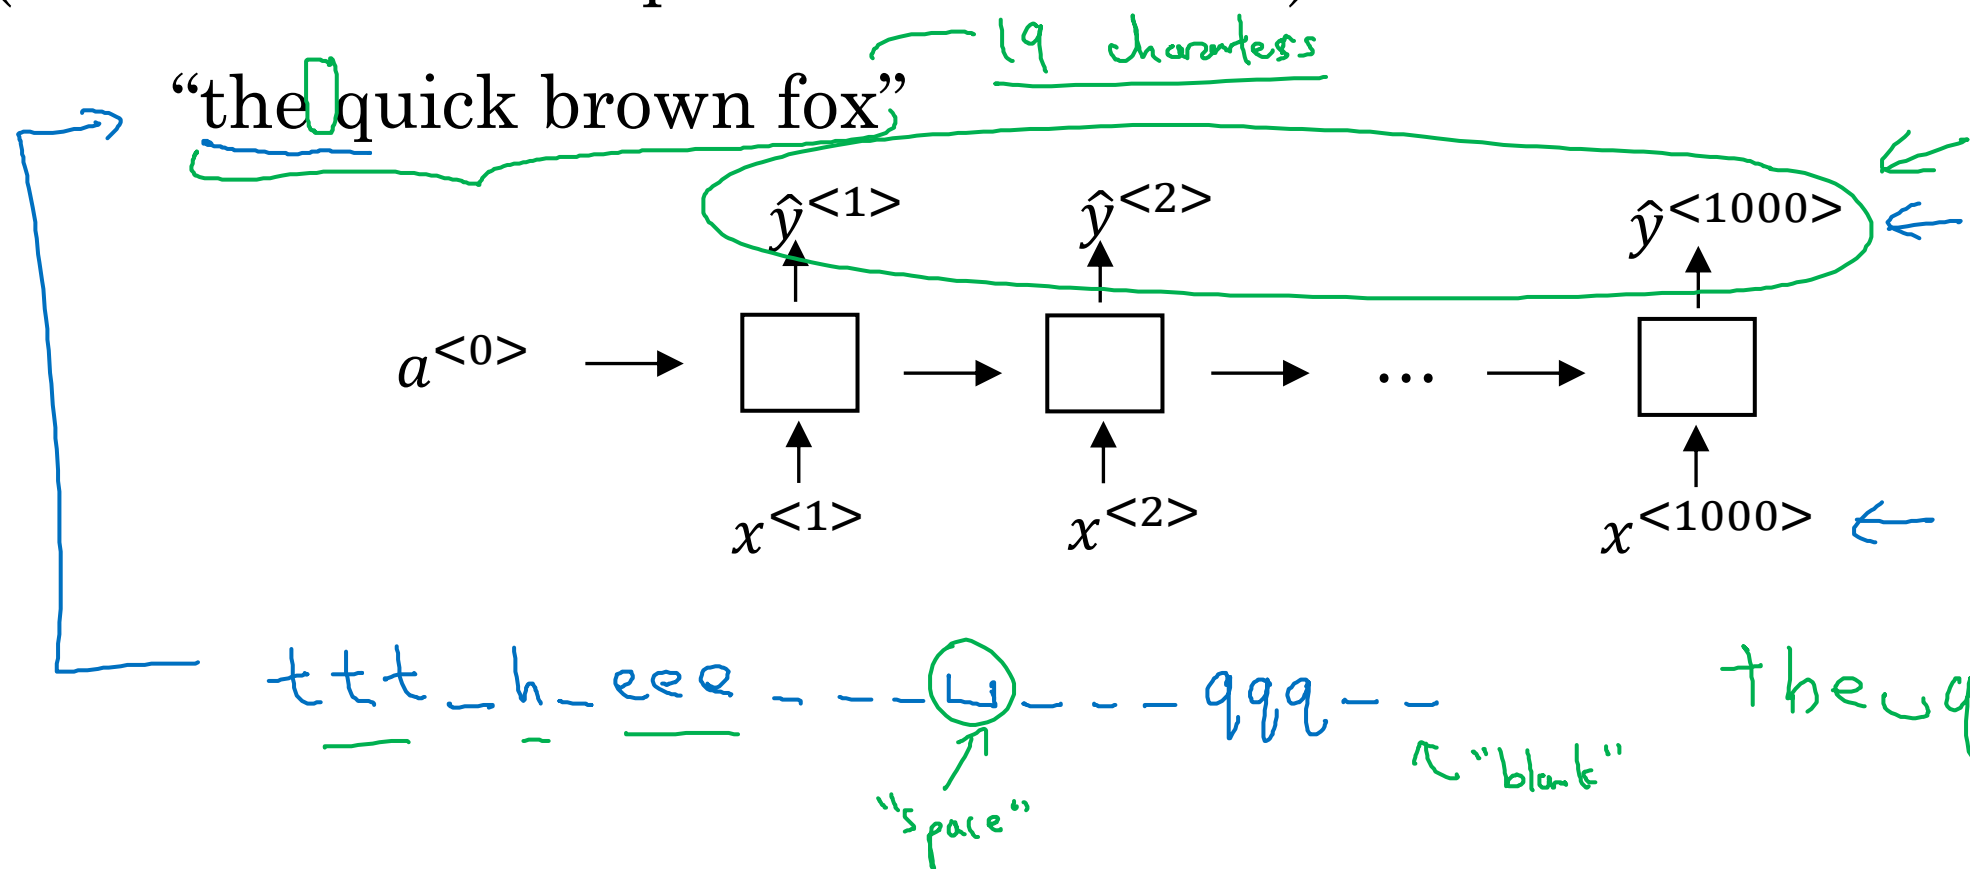 19 characters
“the quick brown fox”
ŷ<1> ŷ<2> ŷ<1000>
a<0> ...
x<1> x<2> x<1000>
ttt_h_eee___␣___qqq__ the␣q
"blank"
"space"